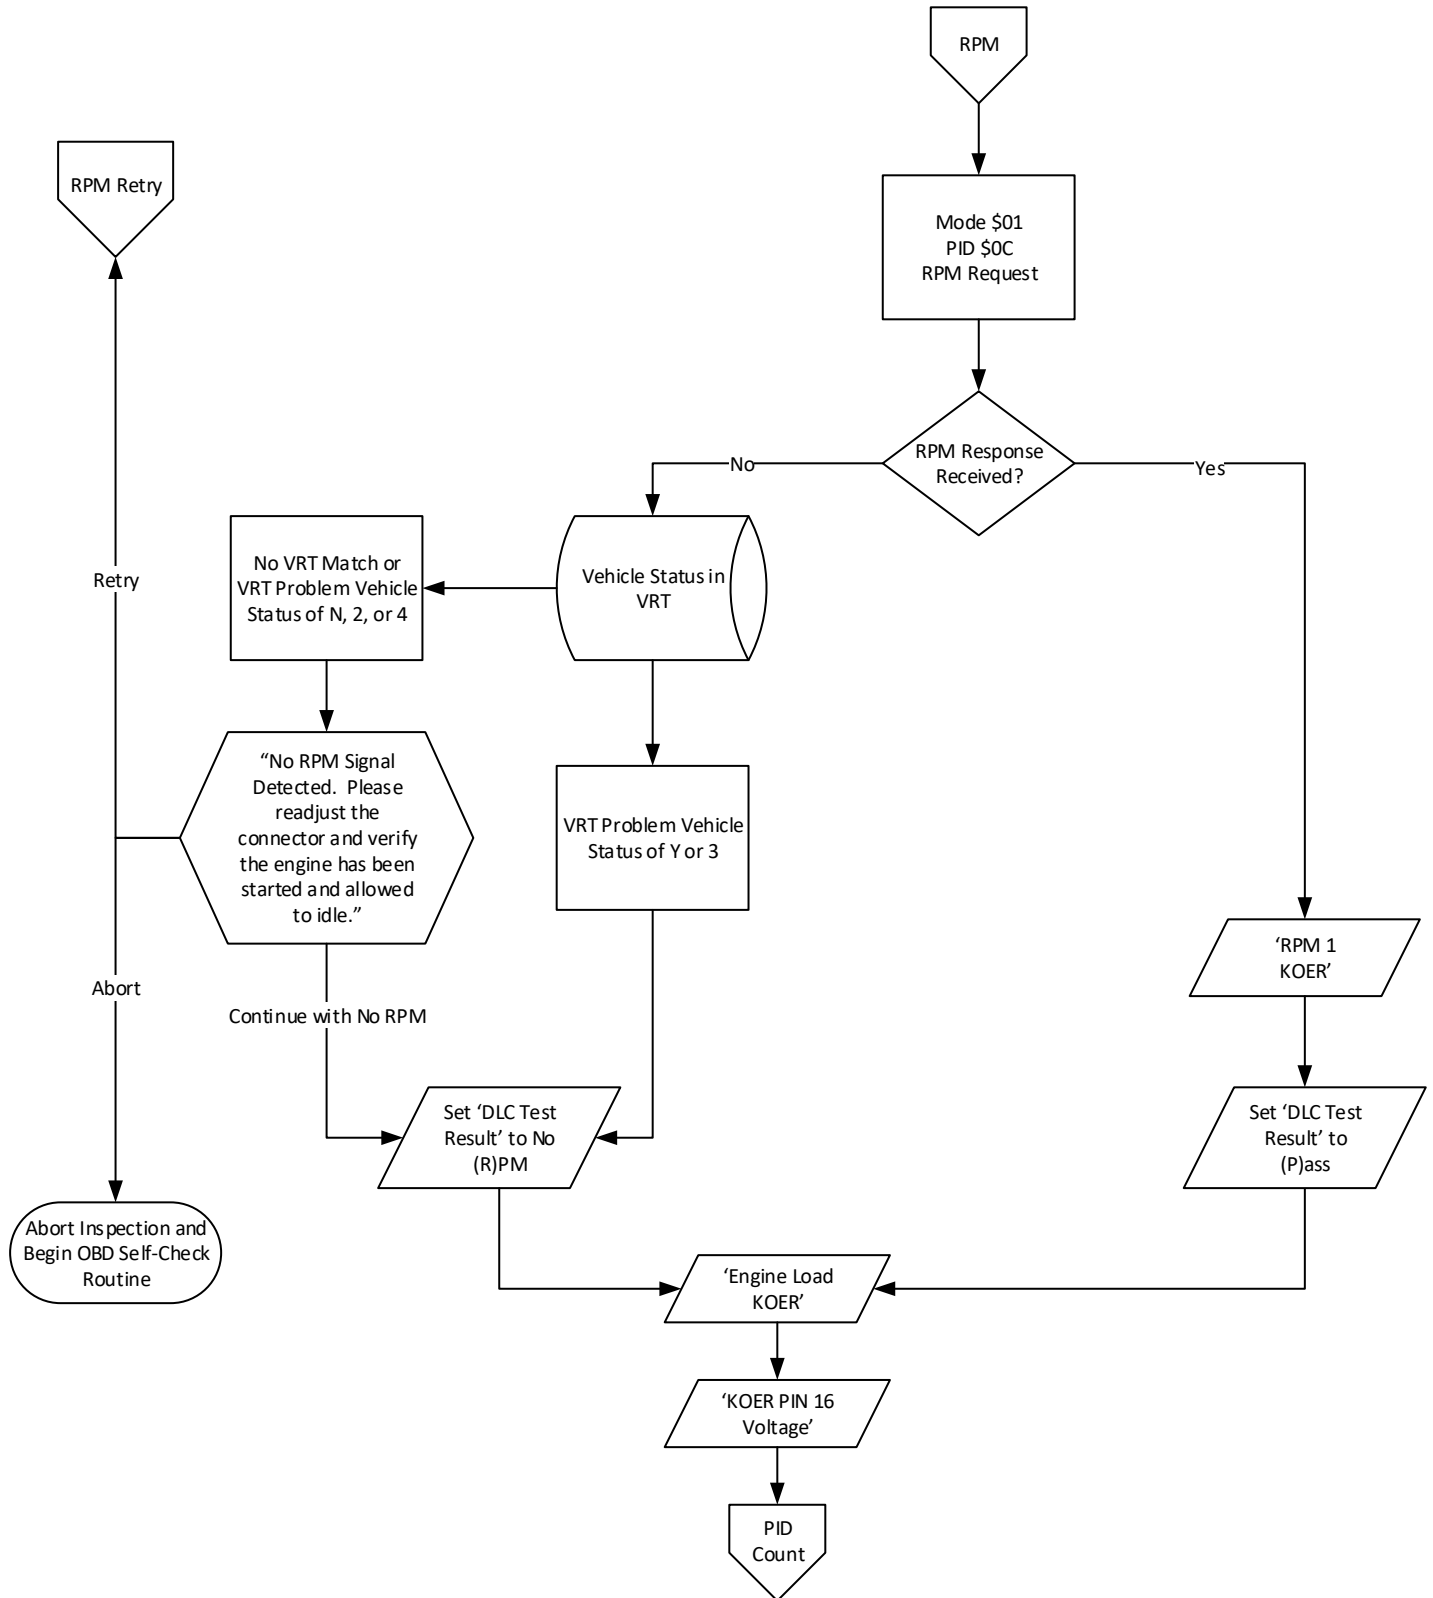 RPM
RPM Retry
Mode $01
PID $0C
RPM Request
RPM Response
Received?
No
Yes
No VRT Match or
VRT Problem Vehicle
Status of N, 2, or 4
Vehicle Status in
VRT
Retry
“No RPM Signal
Detected.  Please
readjust the
connector and verify
the engine has been
started and allowed
to idle.”
VRT Problem Vehicle
Status of Y or 3
‘RPM 1
KOER’
Abort
Continue with No RPM
Set ‘DLC Test
Result’ to No
(R)PM
Set ‘DLC Test
Result’ to
(P)ass
Abort Inspection and
Begin OBD Self-Check
Routine
‘Engine Load
KOER’
‘KOER PIN 16
Voltage’
PID
Count